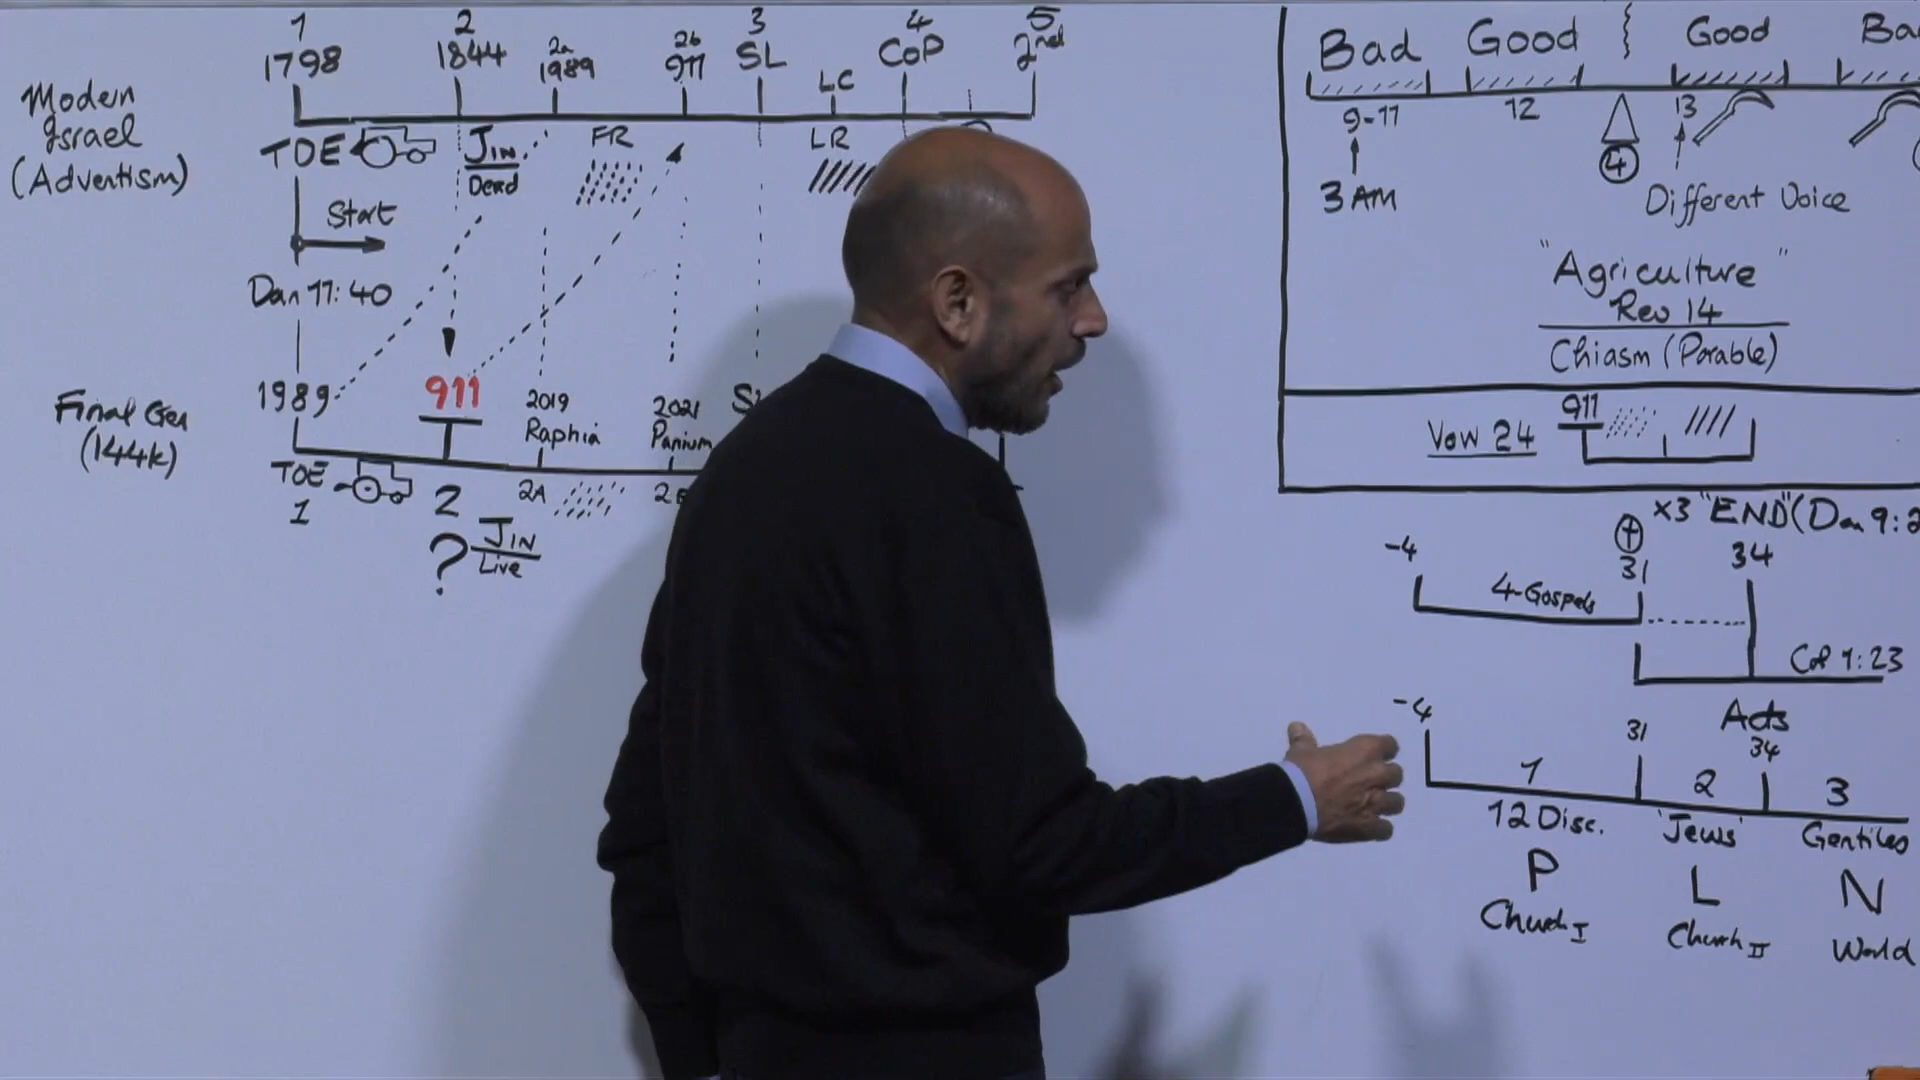 1 2 3 4 5
1798 1844 2a 1989 2b 911 SL LC CoP 2nd
Modern
Israel
(Adventism)
TOE JIN FR LR
Dead
Start
Dan 11:40
Final Gen
(144k)
1989 911 2019 2021
Raphia Panium
TOE 2 2A
1
JIN
? Live
Bad Good Good
9-11 12 13
3 AM 4 Different Voice
"Agriculture"
Rev 14
Chiasm (Parable)
911
Vow 24
x3 "END" (Dan 9:2
-4 31 34
4-Gospels
Col 1:23
Acts
-4 31 34
1 2 3
12 Disc. 'Jews' Gentiles
P L N
Church I Church II World